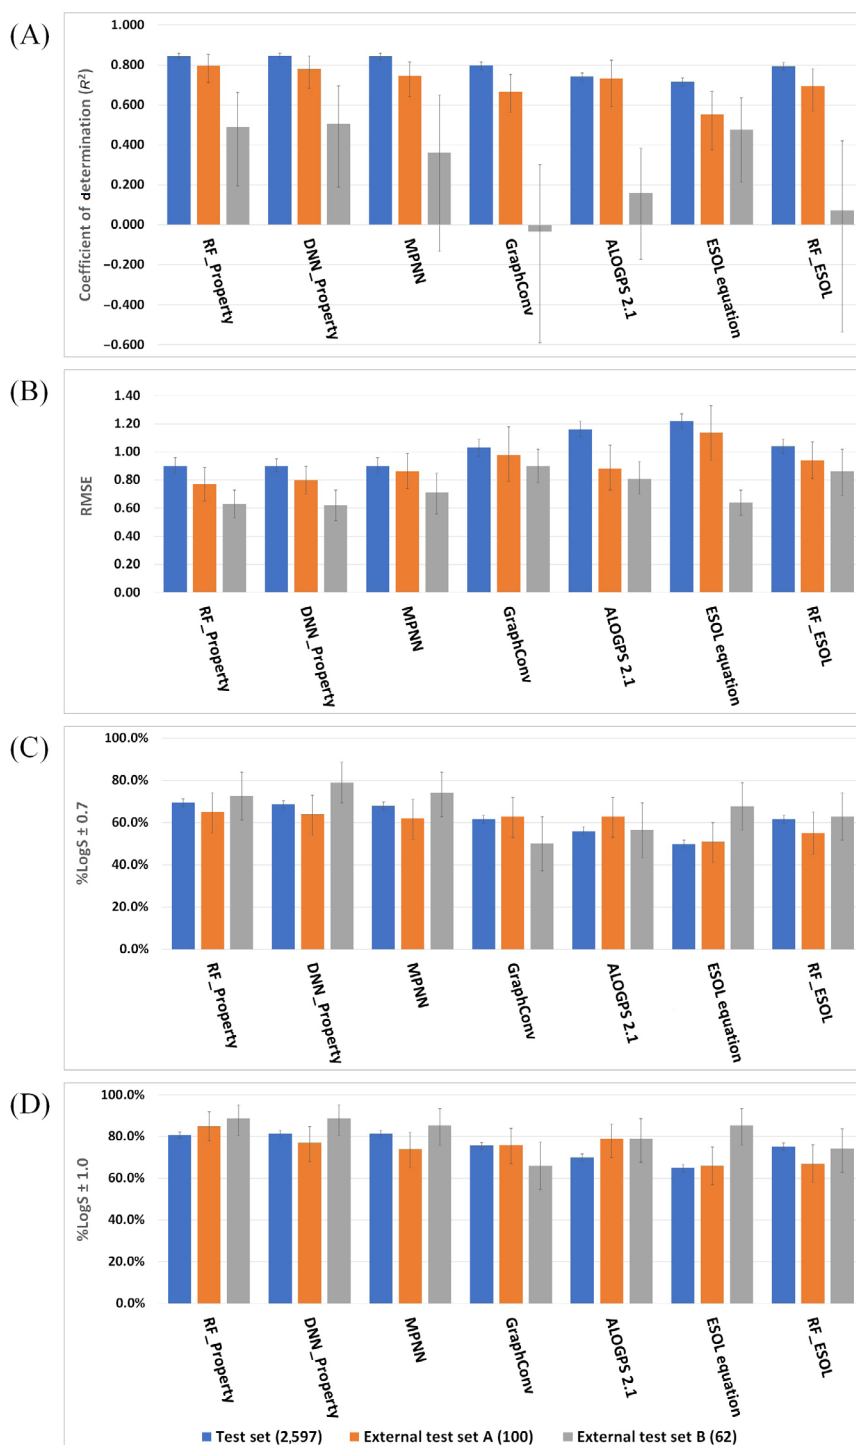 (A)
Coefficient of determination (R²)
1.000
0.800
0.600
0.400
0.200
0.000
−0.200
−0.400
−0.600
RF_Property
DNN_Property
MPNN
GraphConv
ALOGPS 2.1
ESOL equation
RF_ESOL
(B)
RMSE
1.40
1.20
1.00
0.80
0.60
0.40
0.20
0.00
RF_Property
DNN_Property
MPNN
GraphConv
ALOGPS 2.1
ESOL equation
RF_ESOL
(C)
%LogS ± 0.7
100.0%
80.0%
60.0%
40.0%
20.0%
0.0%
RF_Property
DNN_Property
MPNN
GraphConv
ALOGPS 2.1
ESOL equation
RF_ESOL
(D)
%LogS ± 1.0
100.0%
80.0%
60.0%
40.0%
20.0%
0.0%
RF_Property
DNN_Property
MPNN
GraphConv
ALOGPS 2.1
ESOL equation
RF_ESOL
Test set (2,597) External test set A (100) External test set B (62)